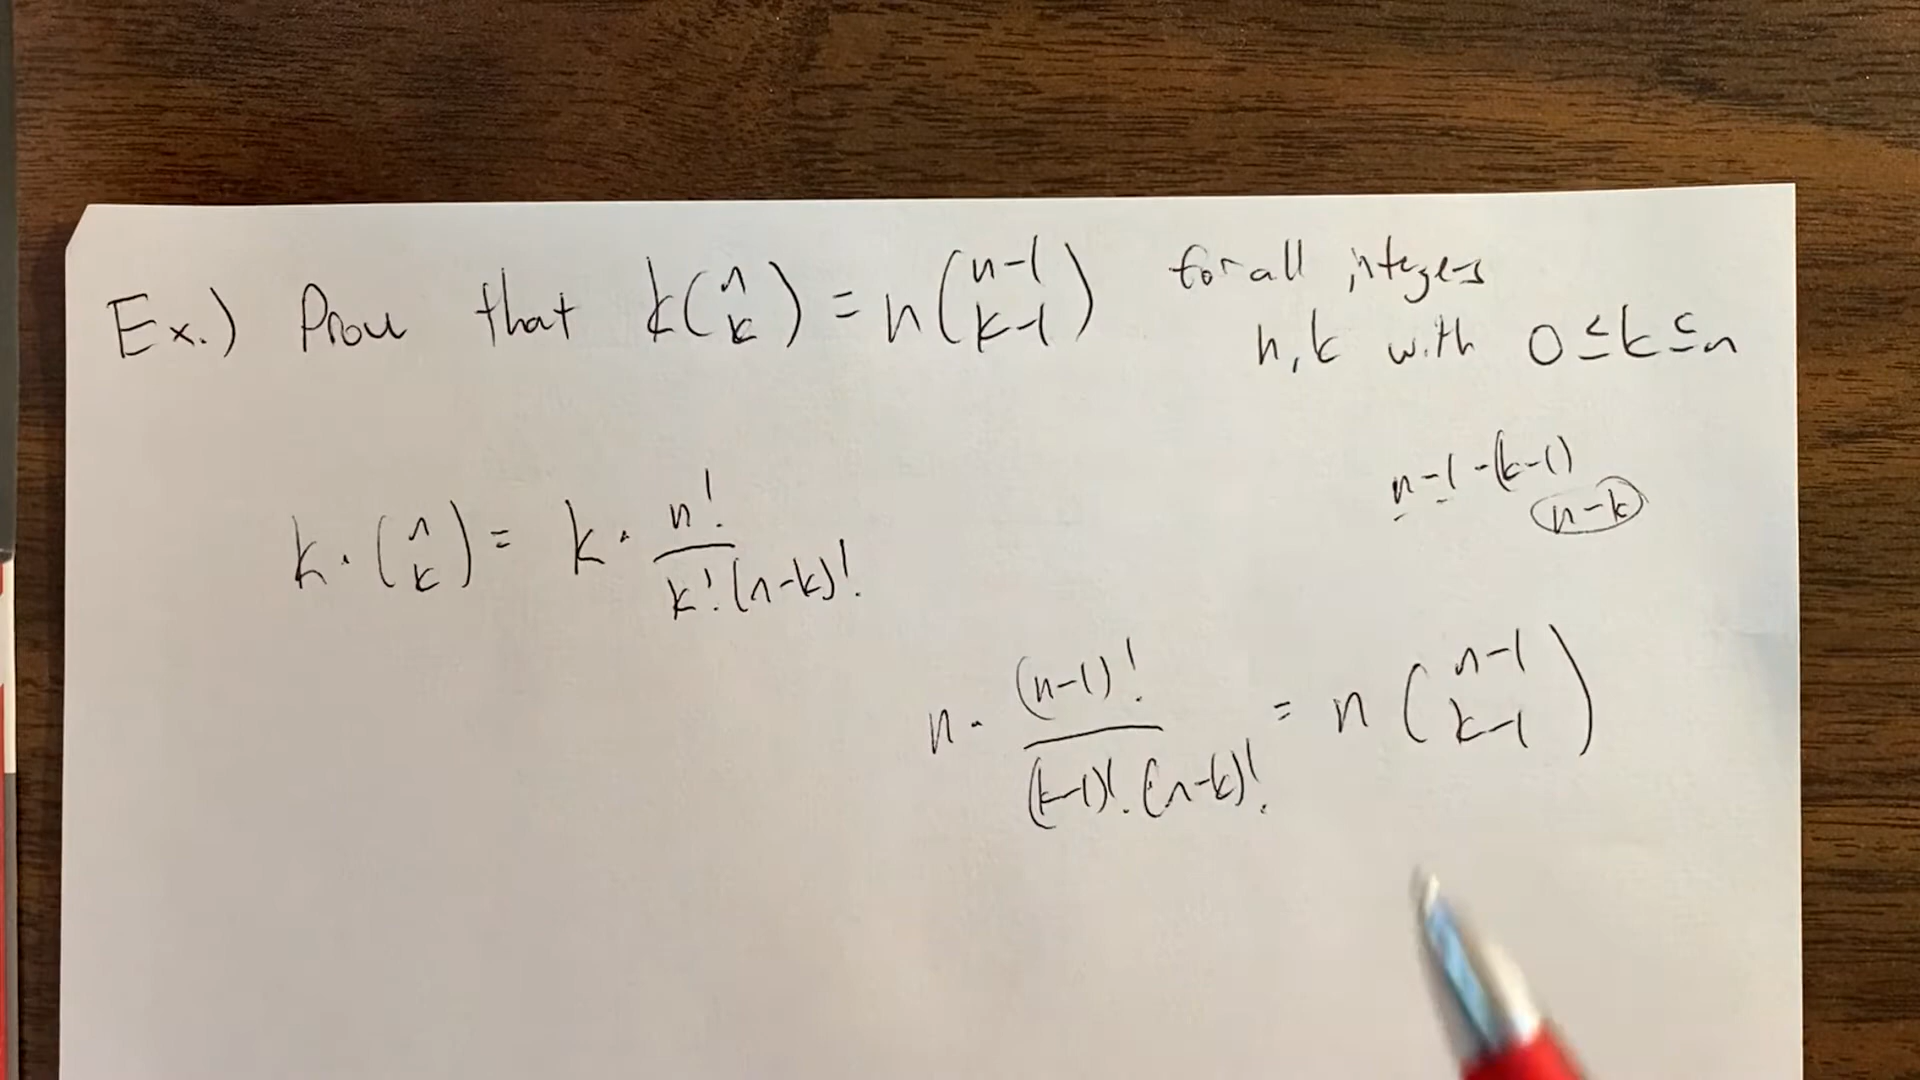 Ex.) Prove that k(n k) = n(n-1 k-1) for all integers
n, k with 0 ≤ k ≤ n
n-1-(k-1)
n-k
k · (n k) = k · n! / k!(n-k)!
n · (n-1)! / (k-1)! · (n-k)! = n (n-1 k-1)